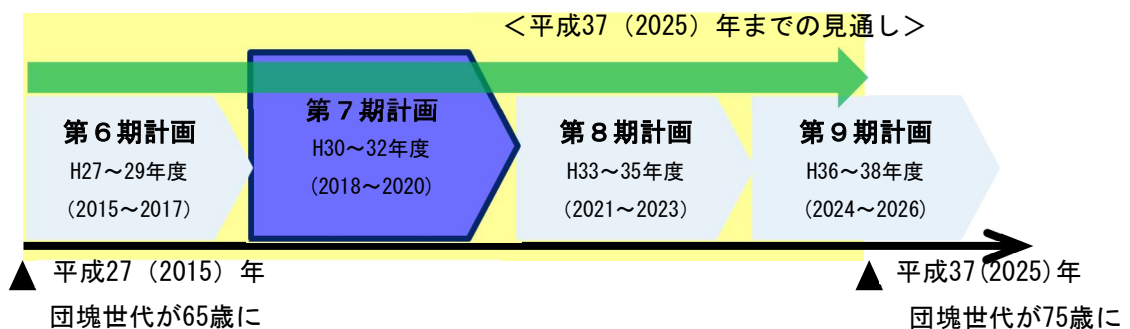 ＜平成37（2025）年までの見通し＞
第６期計画
H27～29年度
(2015～2017)
第７期計画
H30～32年度
(2018～2020)
第８期計画
H33～35年度
(2021～2023)
第９期計画
H36～38年度
(2024～2026)
▲ 平成27（2015）年
団塊世代が65歳に
▲ 平成37(2025)年
団塊世代が75歳に